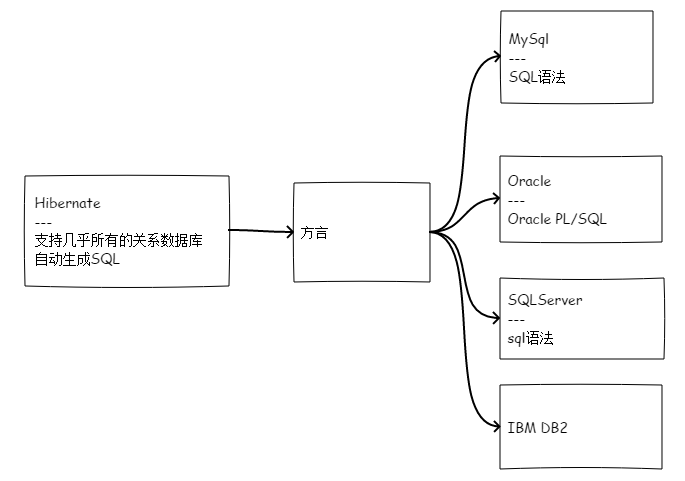 Hibernate
---
支持几乎所有的关系数据库
自动生成SQL
方言
MySql
---
SQL语法
Oracle
---
Oracle PL/SQL
SQLServer
---
sql语法
IBM DB2